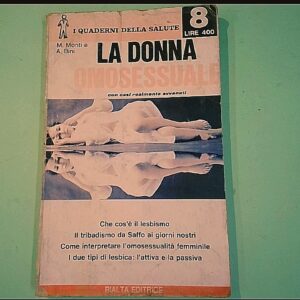 I QUADERNI DELLA SALUTE
8
LIRE 400
M. Monti e
A. Bini
LA DONNA
OMOSESSUALE
con casi realmente avvenuti
Che cos'è il lesbismo
Il tribadismo da Saffo ai giorni nostri
Come interpretare l'omosessualità femminile
I due tipi di lesbica: l'attiva e la passiva
RIALTA EDITRICE